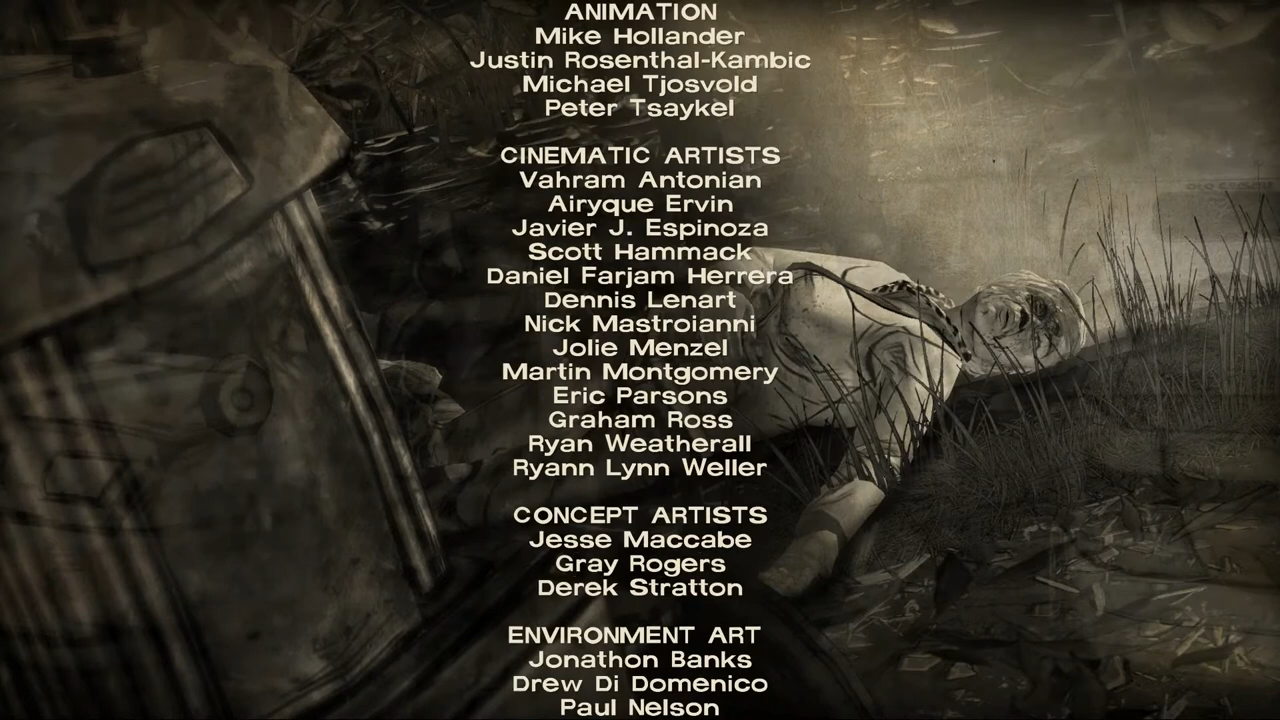 ANIMATION
Mike Hollander
Justin Rosenthal-Kambic
Michael Tjosvold
Peter Tsaykel
CINEMATIC ARTISTS
Vahram Antonian
Airyque Ervin
Javier J. Espinoza
Scott Hammack
Daniel Farjam Herrera
Dennis Lenart
Nick Mastroianni
Jolie Menzel
Martin Montgomery
Eric Parsons
Graham Ross
Ryan Weatherall
Ryann Lynn Weller
CONCEPT ARTISTS
Jesse Maccabe
Gray Rogers
Derek Stratton
ENVIRONMENT ART
Jonathon Banks
Drew Di Domenico
Paul Nelson